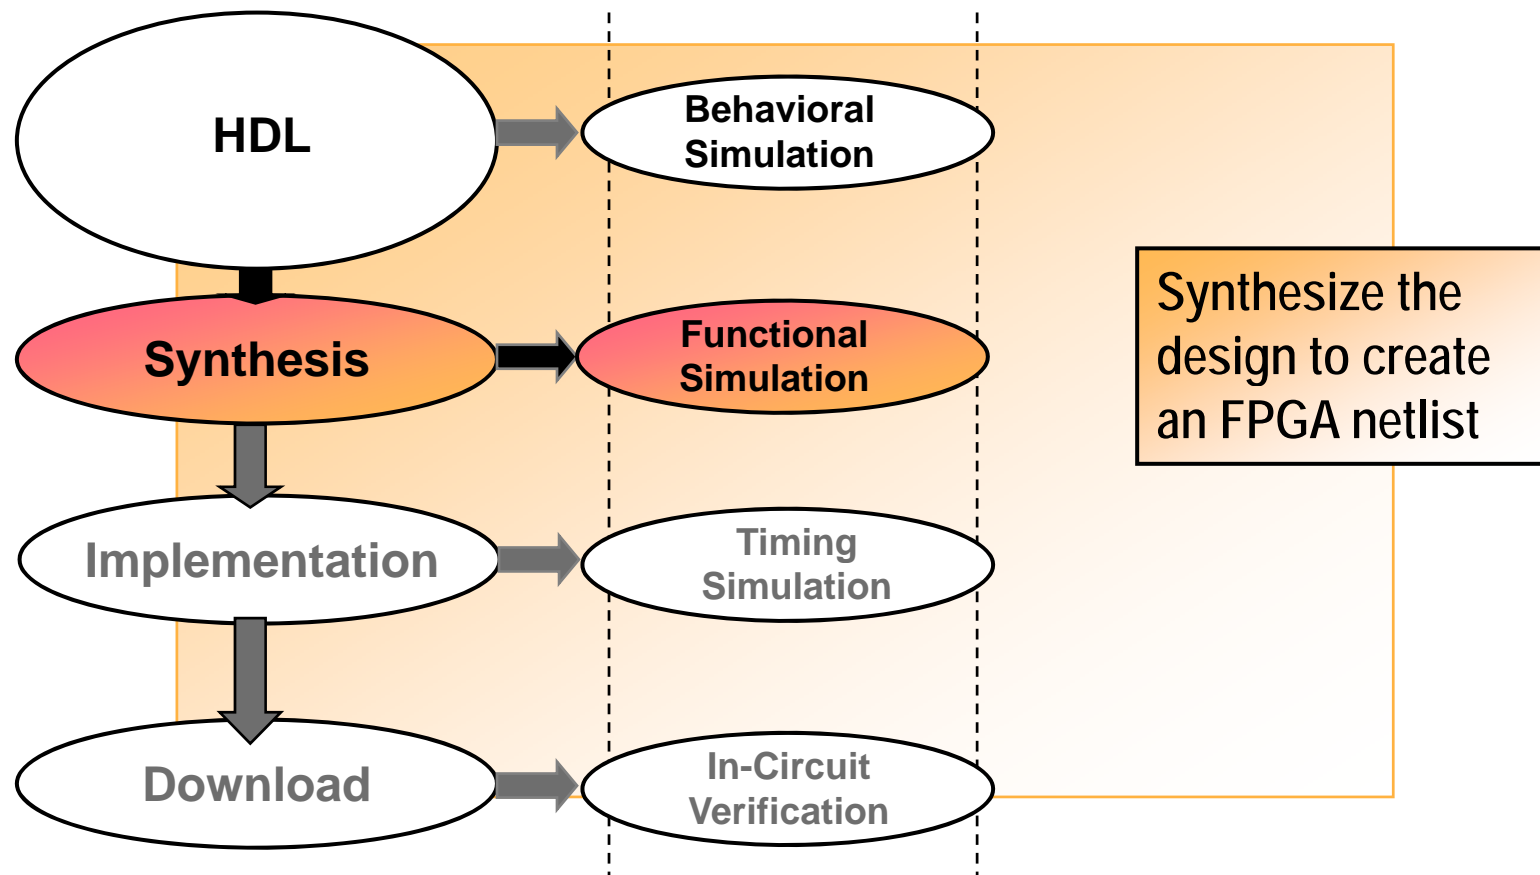 HDL
Behavioral
Simulation
Synthesis
Functional
Simulation
Synthesize the
design to create
an FPGA netlist
Implementation
Timing
Simulation
Download
In-Circuit
Verification